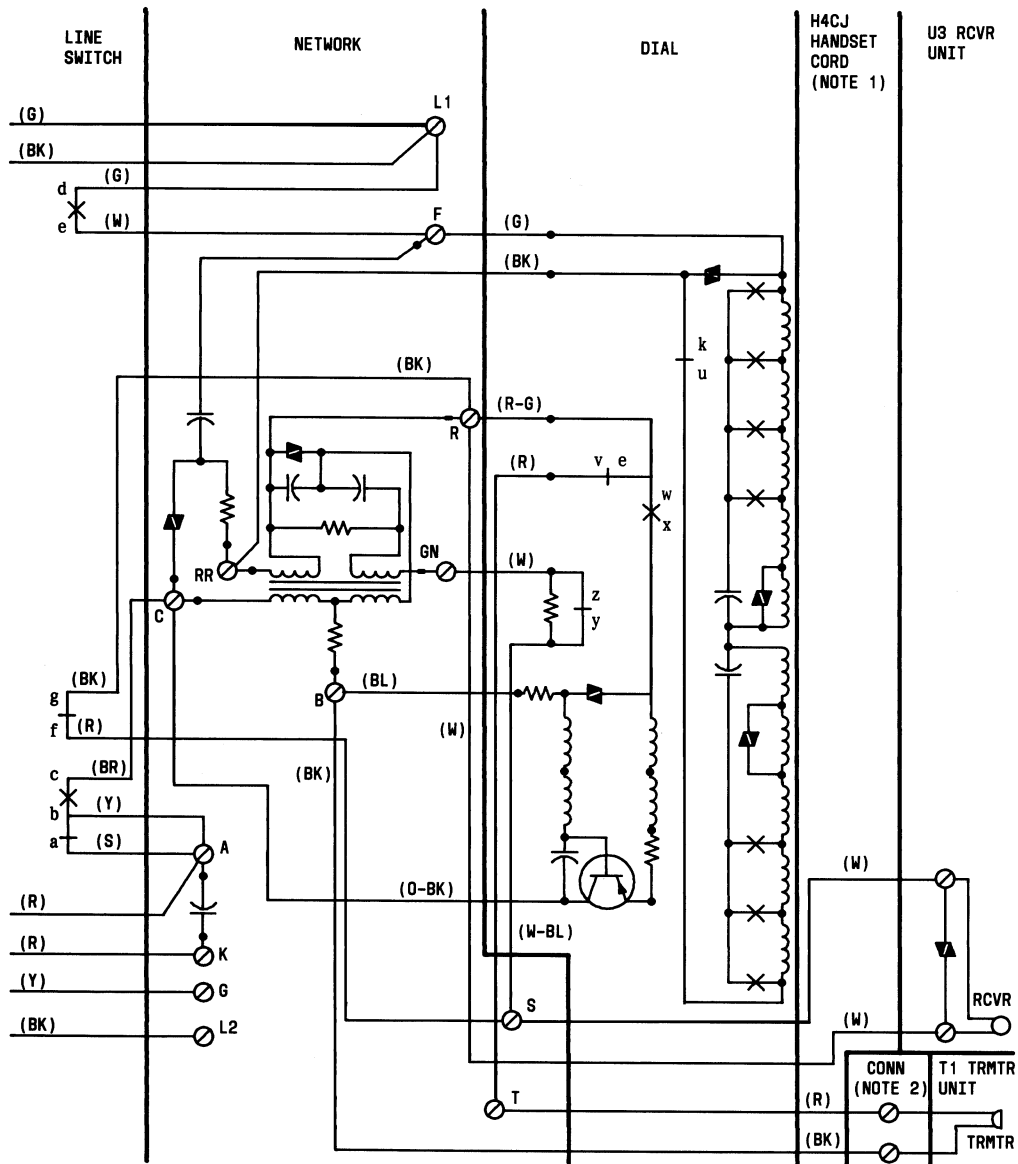 LINE
SWITCH
NETWORK
DIAL
H4CJ
HANDSET
CORD
(NOTE 1)
U3 RCVR
UNIT
L1
(G)
(BK)
(G)
d
e
(W)
F
(G)
(BK)
k
u
(BK)
R
(R-G)
(R)
v e
w
x
GN
(W)
RR
C
z
y
B
(BL)
(BK)
g
f
(R)
(W)
(BR)
c
(BK)
b
(Y)
a
(S)
A
(W)
(R)
(O-BK)
(W-BL)
(R)
K
(Y)
G
S
RCVR
(BK)
L2
(W)
CONN
(NOTE 2)
T1 TRMTR
UNIT
T
(R)
(BK)
TRMTR